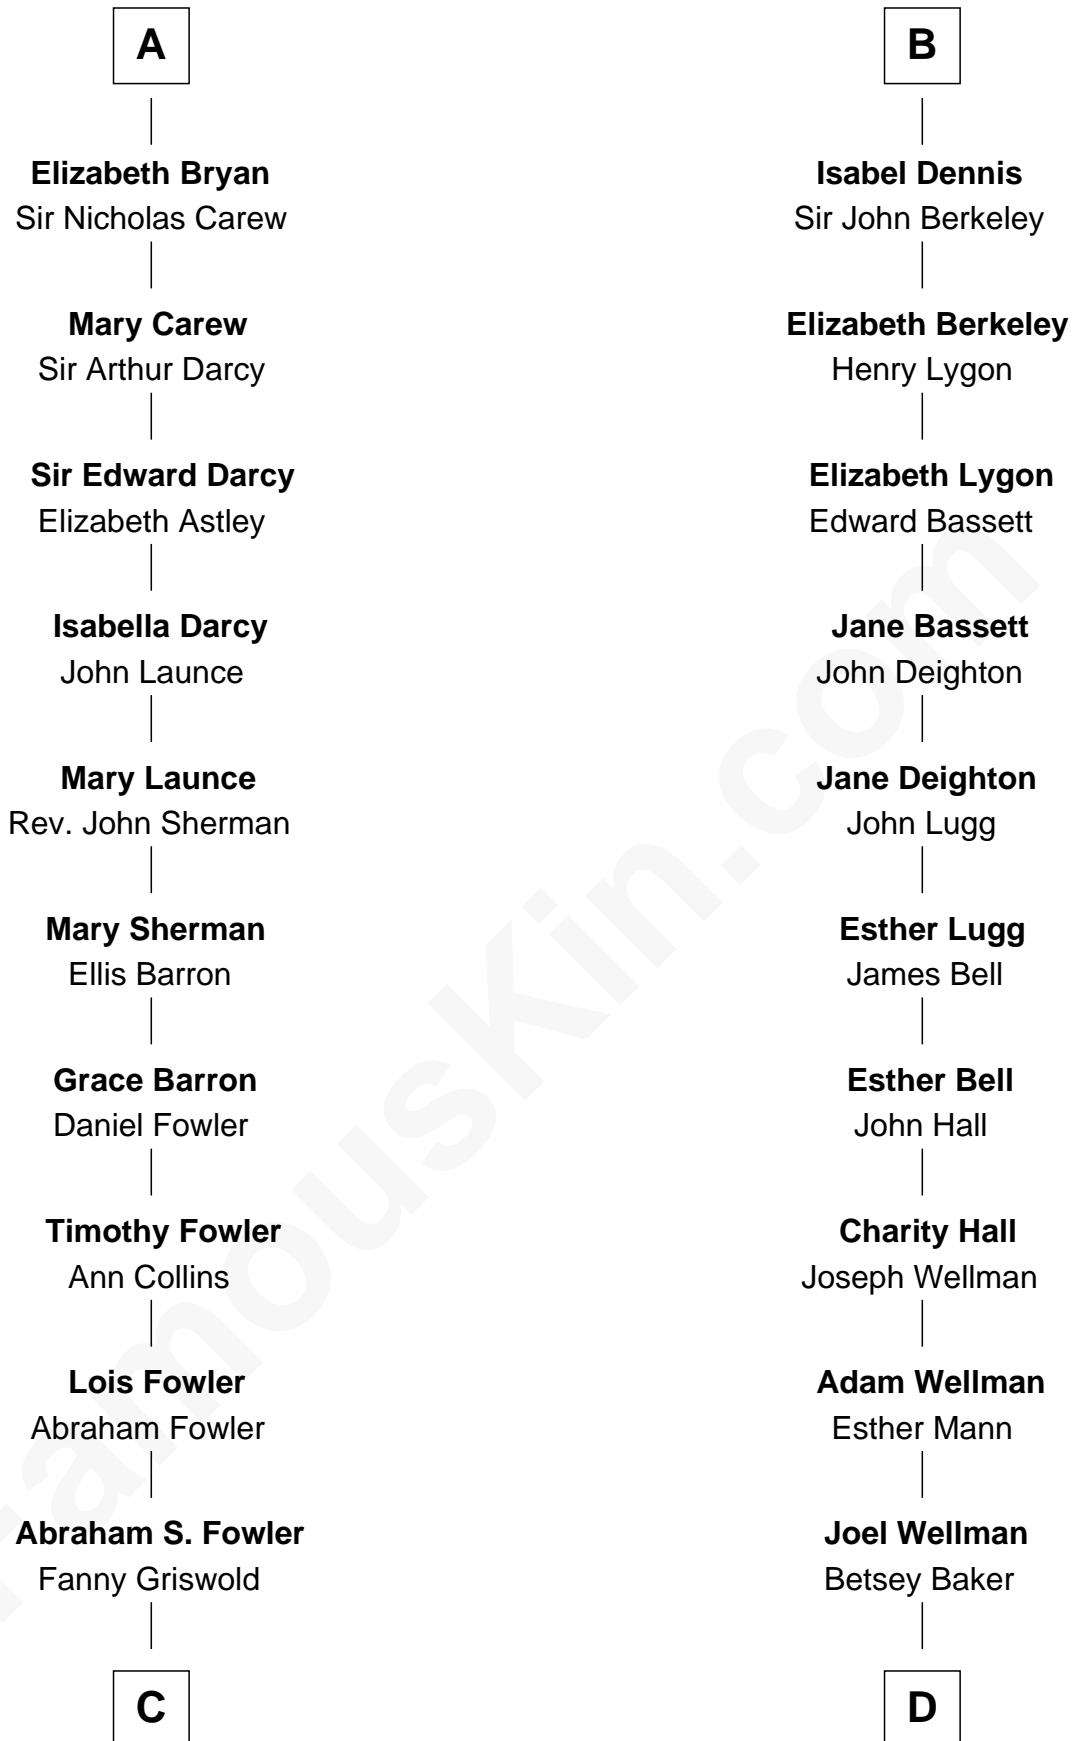 A
Elizabeth Bryan
Sir Nicholas Carew
Mary Carew
Sir Arthur Darcy
Sir Edward Darcy
Elizabeth Astley
Isabella Darcy
John Launce
Mary Launce
Rev. John Sherman
Mary Sherman
Ellis Barron
Grace Barron
Daniel Fowler
Timothy Fowler
Ann Collins
Lois Fowler
Abraham Fowler
Abraham S. Fowler
Fanny Griswold
C
B
Isabel Dennis
Sir John Berkeley
Elizabeth Berkeley
Henry Lygon
Elizabeth Lygon
Edward Bassett
Jane Bassett
John Deighton
Jane Deighton
John Lugg
Esther Lugg
James Bell
Esther Bell
John Hall
Charity Hall
Joseph Wellman
Adam Wellman
Esther Mann
Joel Wellman
Betsey Baker
D
FamousKin.com